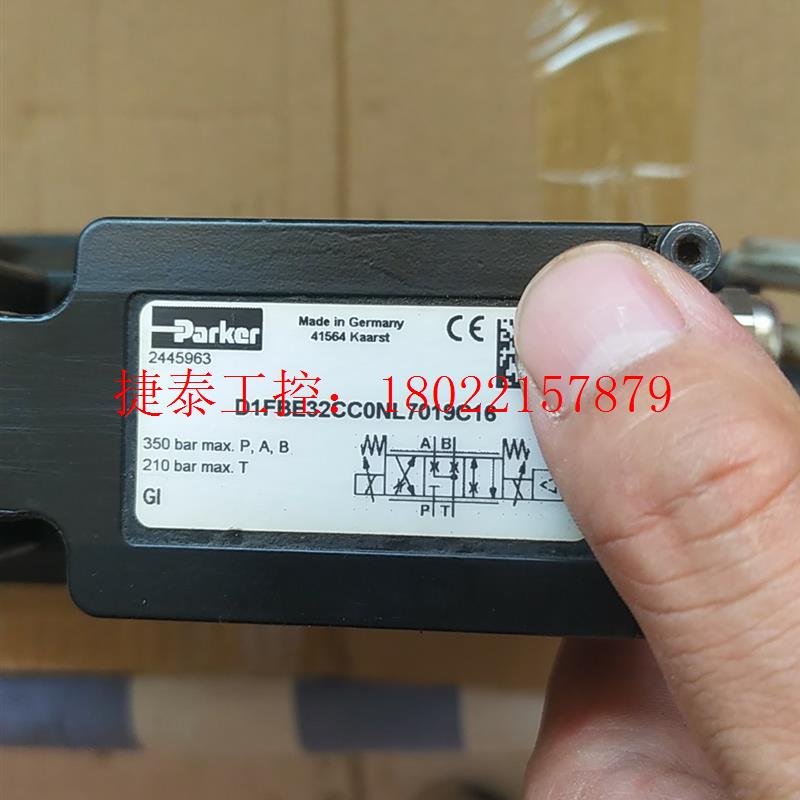 Parker
2445963
Made in Germany
41564 Kaarst
CE
捷泰工控：18022157879
D1FBE32CC0NL7019C16
350 bar max. P, A, B
210 bar max. T
GI
A B
P T